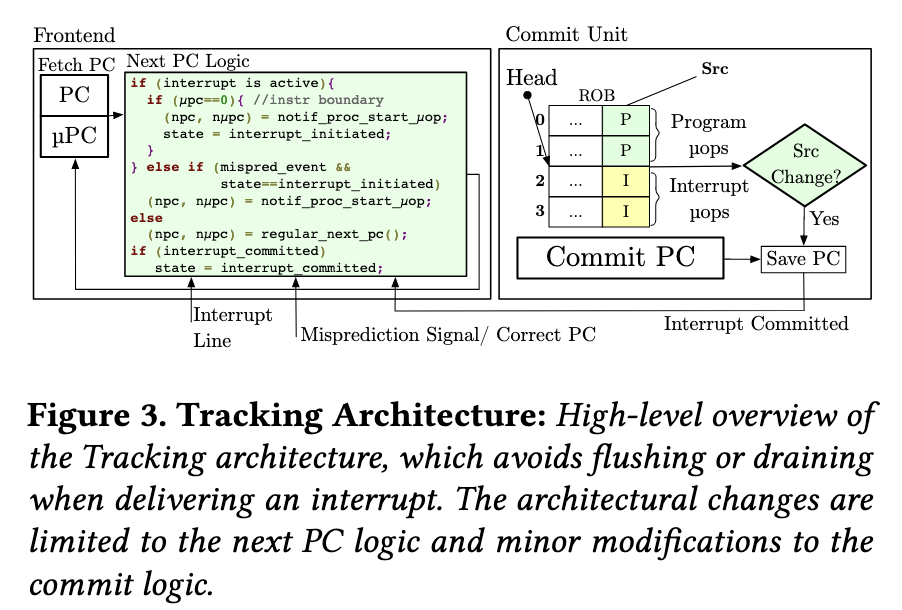 Frontend
Fetch PC
PC
µPC
Next PC Logic
if (interrupt is active){
if (µpc==0){ //instr boundary
(npc, nµpc) = notif_proc_start_µop;
state = interrupt_initiated;
}
} else if (mispred_event &&
state==interrupt_initiated)
(npc, nµpc) = notif_proc_start_µop;
else
(npc, nµpc) = regular_next_pc();
if (interrupt_committed)
state = interrupt_committed;
Interrupt
Line
Misprediction Signal/ Correct PC
Commit Unit
Head
Src
ROB
0 ... P
1 ... P
2 ... I
3 ... I
Program
µops
Interrupt
µops
Src
Change?
Yes
Commit PC
Save PC
Interrupt Committed
Figure 3. Tracking Architecture: High-level overview of
the Tracking architecture, which avoids flushing or draining
when delivering an interrupt. The architectural changes are
limited to the next PC logic and minor modifications to the
commit logic.